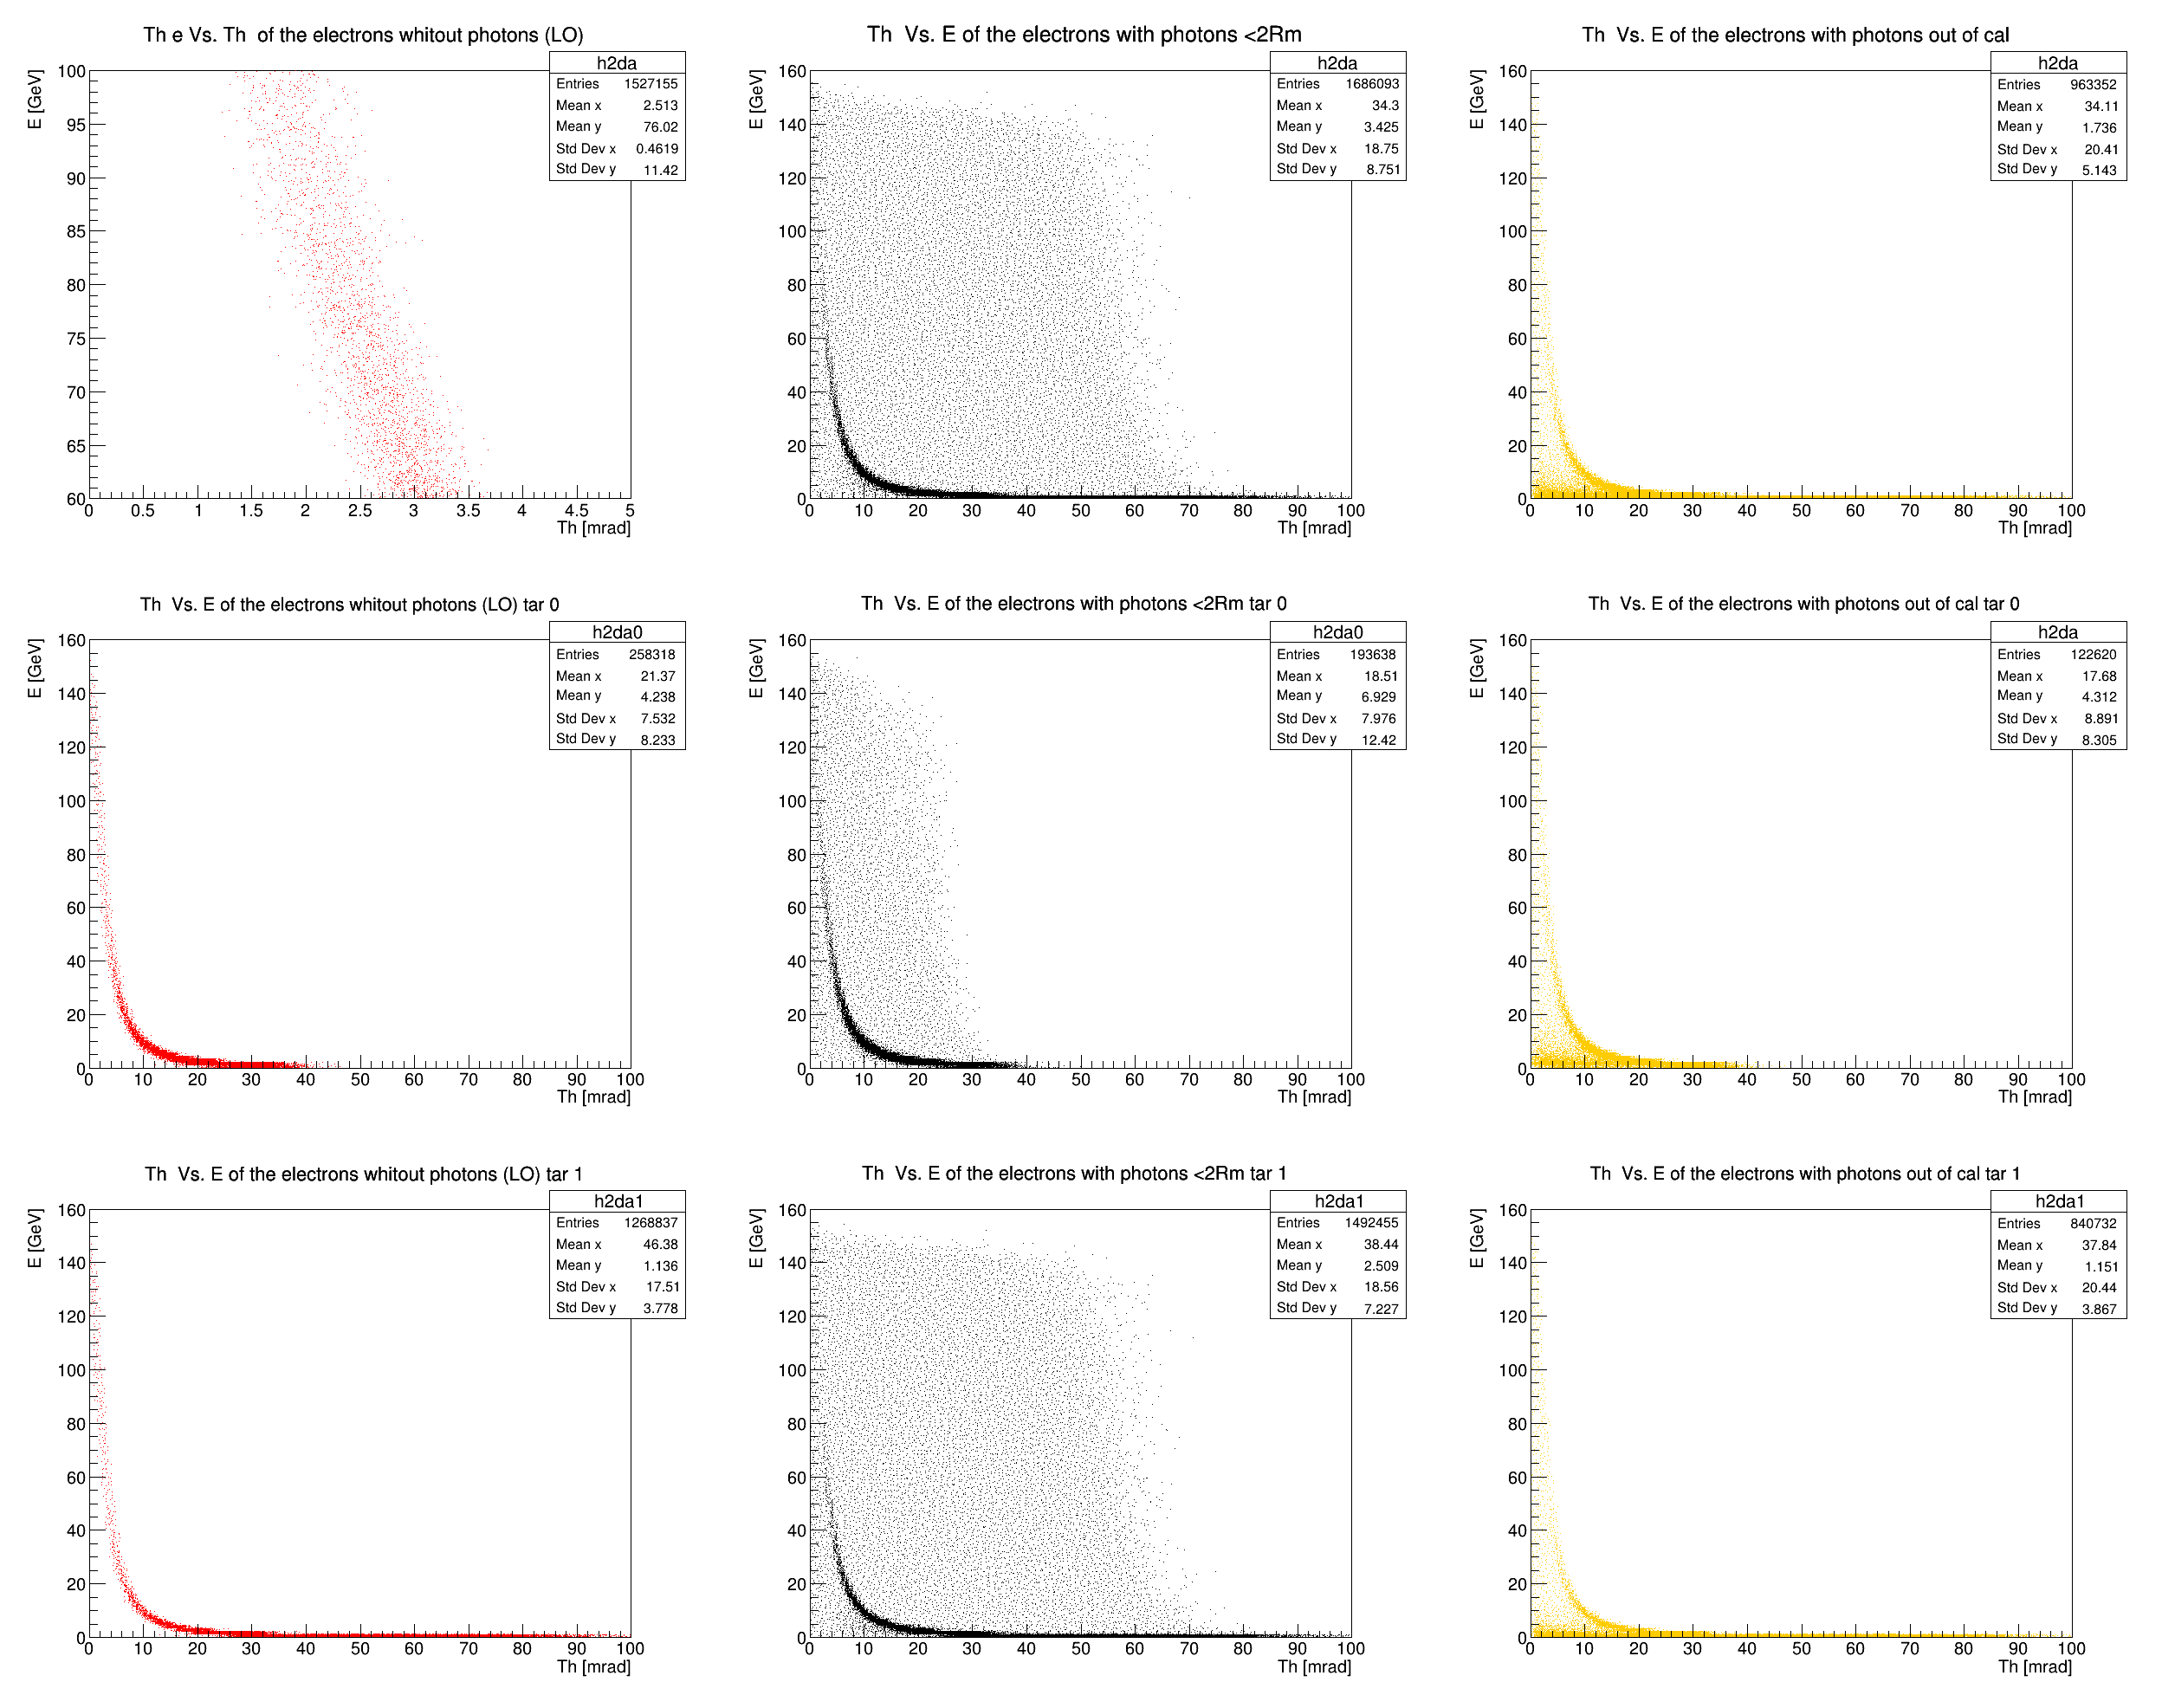 Th e Vs. Th  of the electrons whitout photons (LO)
h2da
Entries 1527155
Mean x 2.513
Mean y 76.02
Std Dev x 0.4619
Std Dev y 11.42
E [GeV]
100
95
90
85
80
75
70
65
60
0 0.5 1 1.5 2 2.5 3 3.5 4 4.5 5
Th [mrad]
Th  Vs. E of the electrons with photons <2Rm
h2da
Entries 1686093
Mean x 34.3
Mean y 3.425
Std Dev x 18.75
Std Dev y 8.751
E [GeV]
160
140
120
100
80
60
40
20
0
0 10 20 30 40 50 60 70 80 90 100
Th [mrad]
Th  Vs. E of the electrons with photons out of cal
h2da
Entries 963352
Mean x 34.11
Mean y 1.736
Std Dev x 20.41
Std Dev y 5.143
E [GeV]
160
140
120
100
80
60
40
20
0
0 10 20 30 40 50 60 70 80 90 100
Th [mrad]
Th  Vs. E of the electrons whitout photons (LO) tar 0
h2da0
Entries 258318
Mean x 21.37
Mean y 4.238
Std Dev x 7.532
Std Dev y 8.233
E [GeV]
160
140
120
100
80
60
40
20
0
0 10 20 30 40 50 60 70 80 90 100
Th [mrad]
Th  Vs. E of the electrons with photons <2Rm tar 0
h2da0
Entries 193638
Mean x 18.51
Mean y 6.929
Std Dev x 7.976
Std Dev y 12.42
E [GeV]
160
140
120
100
80
60
40
20
0
0 10 20 30 40 50 60 70 80 90 100
Th [mrad]
Th  Vs. E of the electrons with photons out of cal tar 0
h2da
Entries 122620
Mean x 17.68
Mean y 4.312
Std Dev x 8.891
Std Dev y 8.305
E [GeV]
160
140
120
100
80
60
40
20
0
0 10 20 30 40 50 60 70 80 90 100
Th [mrad]
Th  Vs. E of the electrons whitout photons (LO) tar 1
h2da1
Entries 1268837
Mean x 46.38
Mean y 1.136
Std Dev x 17.51
Std Dev y 3.778
E [GeV]
160
140
120
100
80
60
40
20
0
0 10 20 30 40 50 60 70 80 90 100
Th [mrad]
Th  Vs. E of the electrons with photons <2Rm tar 1
h2da1
Entries 1492455
Mean x 38.44
Mean y 2.509
Std Dev x 18.56
Std Dev y 7.227
E [GeV]
160
140
120
100
80
60
40
20
0
0 10 20 30 40 50 60 70 80 90 100
Th [mrad]
Th  Vs. E of the electrons with photons out of cal tar 1
h2da1
Entries 840732
Mean x 37.84
Mean y 1.151
Std Dev x 20.44
Std Dev y 3.867
E [GeV]
160
140
120
100
80
60
40
20
0
0 10 20 30 40 50 60 70 80 90 100
Th [mrad]